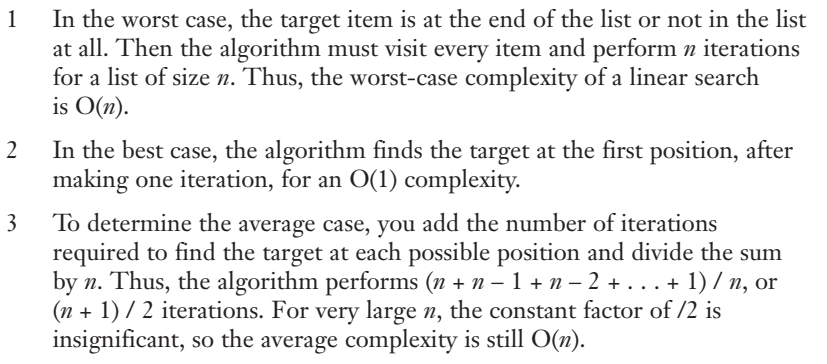 1 In the worst case, the target item is at the end of the list or not in the list
at all. Then the algorithm must visit every item and perform n iterations
for a list of size n. Thus, the worst-case complexity of a linear search
is O(n).
2 In the best case, the algorithm finds the target at the first position, after
making one iteration, for an O(1) complexity.
3 To determine the average case, you add the number of iterations
required to find the target at each possible position and divide the sum
by n. Thus, the algorithm performs (n + n – 1 + n – 2 + . . . + 1) / n, or
(n + 1) / 2 iterations. For very large n, the constant factor of /2 is
insignificant, so the average complexity is still O(n).